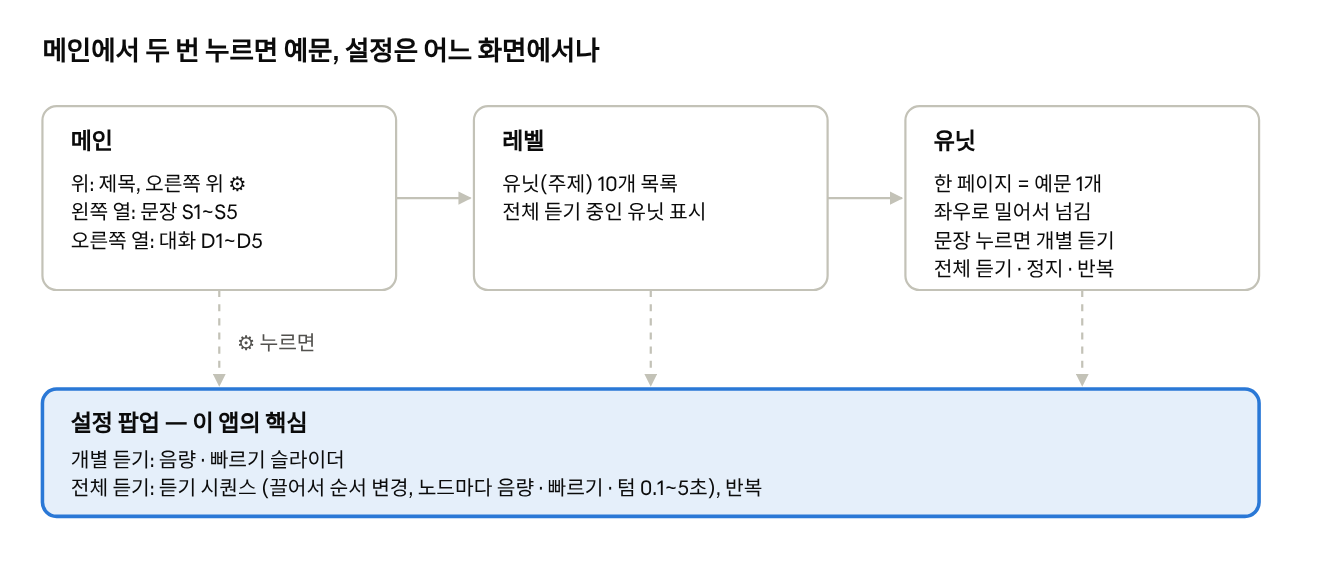 메인에서 두 번 누르면 예문, 설정은 어느 화면에서나
메인
위: 제목, 오른쪽 위 ⚙
왼쪽 열: 문장 S1~S5
오른쪽 열: 대화 D1~D5
레벨
유닛(주제) 10개 목록
전체 듣기 중인 유닛 표시
유닛
한 페이지 = 예문 1개
좌우로 밀어서 넘김
문장 누르면 개별 듣기
전체 듣기 · 정지 · 반복
⚙ 누르면
설정 팝업 — 이 앱의 핵심
개별 듣기: 음량 · 빠르기 슬라이더
전체 듣기: 듣기 시퀀스 (끌어서 순서 변경, 노드마다 음량 · 빠르기 · 텀 0.1~5초), 반복